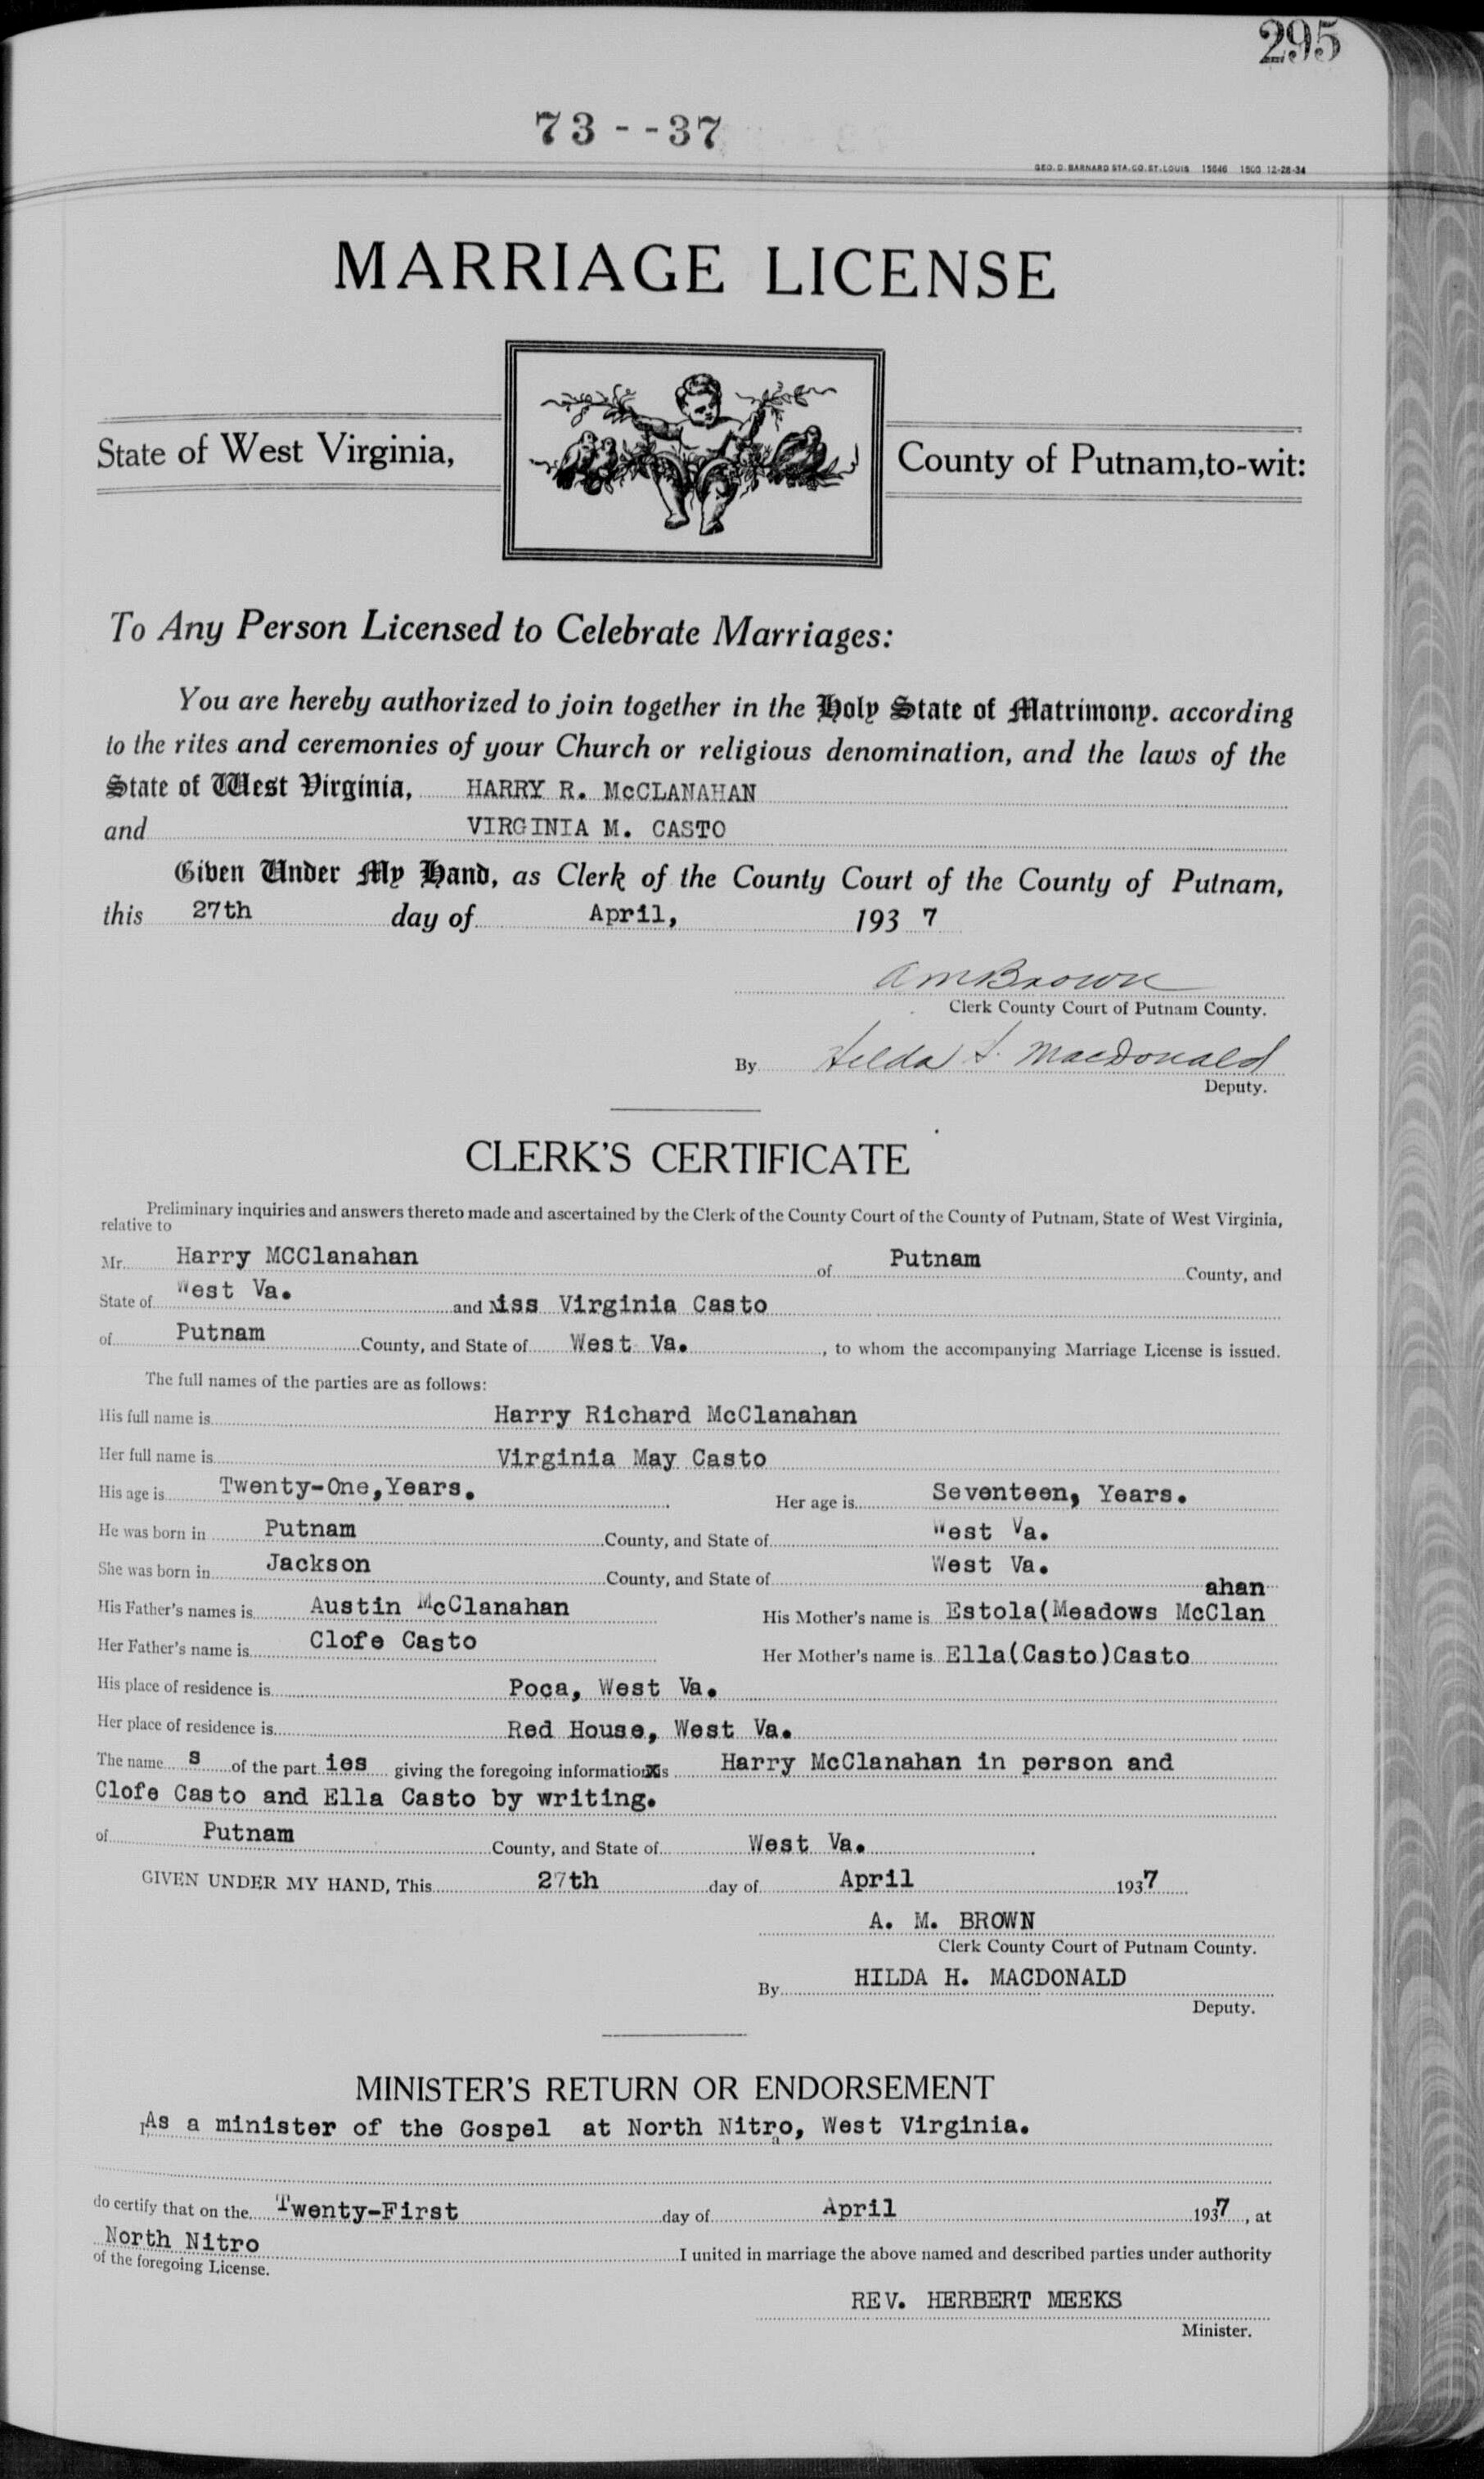 295
73--37
GEO. D. BARNARD STA. CO. ST. LOUIS 15646 1500 12-28-34
MARRIAGE LICENSE
State of West Virginia,
County of Putnam, to-wit:
To Any Person Licensed to Celebrate Marriages:
You are hereby authorized to join together in the Holy State of Matrimony. according
to the rites and ceremonies of your Church or religious denomination, and the laws of the
State of West Virginia, HARRY R. McCLANAHAN
and VIRGINIA M. CASTO
Given Under My Hand, as Clerk of the County Court of the County of Putnam,
this 27th day of April, 193 7
A M Brown
Clerk County Court of Putnam County.
By Hilda H. MacDonald
Deputy.
CLERK'S CERTIFICATE
Preliminary inquiries and answers thereto made and ascertained by the Clerk of the County Court of the County of Putnam, State of West Virginia,
relative to
Mr. Harry MCClanahan of Putnam County, and
State of West Va. and Miss Virginia Casto
of Putnam County, and State of West Va. , to whom the accompanying Marriage License is issued.
The full names of the parties are as follows:
His full name is Harry Richard McClanahan
Her full name is Virginia May Casto
His age is Twenty-One,Years. Her age is Seventeen, Years.
He was born in Putnam County, and State of West Va.
She was born in Jackson County, and State of West Va.
ahan
His Father's names is Austin McClanahan His Mother's name is Estola(Meadows McClan
Her Father's name is Clofe Casto Her Mother's name is Ella(Casto)Casto
His place of residence is Poca, West Va.
Her place of residence is Red House, West Va.
The name s of the part ies giving the foregoing informationxs Harry McClanahan in person and
Clofe Casto and Ella Casto by writing.
of Putnam County, and State of West Va.
GIVEN UNDER MY HAND, This 27th day of April 1937
A. M. BROWN
Clerk County Court of Putnam County.
By HILDA H. MACDONALD
Deputy.
MINISTER'S RETURN OR ENDORSEMENT
I As a minister of the Gospel at North Nitro, West Virginia.
a
do certify that on the Twenty-First day of April 1937, at
North Nitro I united in marriage the above named and described parties under authority
of the foregoing License.
REV. HERBERT MEEKS
Minister.